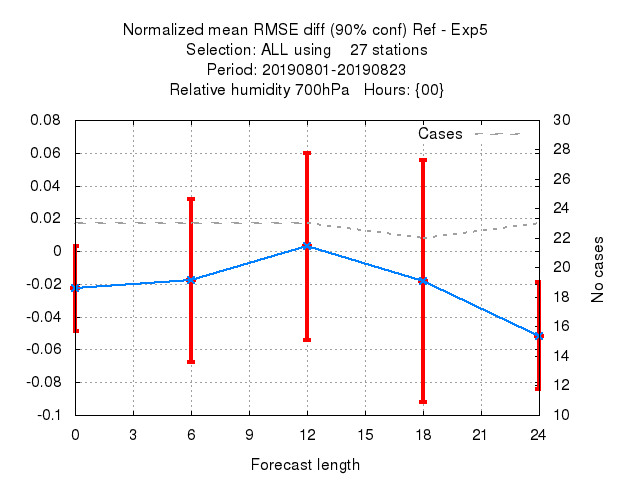 Normalized mean RMSE diff (90% conf) Ref - Exp5
Selection: ALL using    27 stations
Period: 20190801-20190823
Relative humidity 700hPa   Hours: {00}
Cases
0.08
0.06
0.04
0.02
0
-0.02
-0.04
-0.06
-0.08
-0.1
30
28
26
24
22
20
18
16
14
12
10
No cases
0 3 6 9 12 15 18 21 24
Forecast length